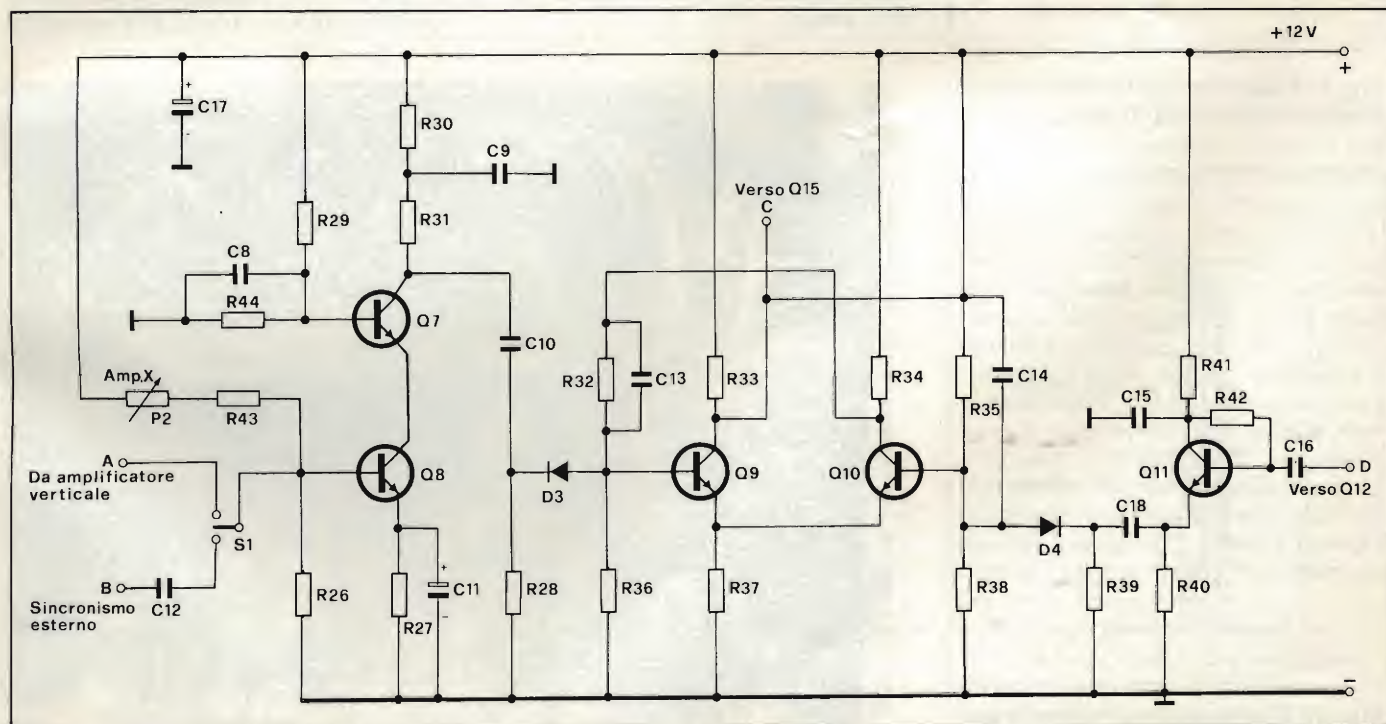 +12V
+
C17
R30
C9
Verso Q15
C
R29
R31
C8
R44
Q7
C10
R32
C13
R33
R34
R35
C14
R41
C15
R42
Amp.X
P2
R43
A
Da amplificatore
verticale
Q8
D3
Q9
Q10
Q11
C16
D
Verso Q12
S1
C18
D4
B
C12
Sincronismo
esterno
R26
R27
C11
R28
R36
R37
R38
R39
R40